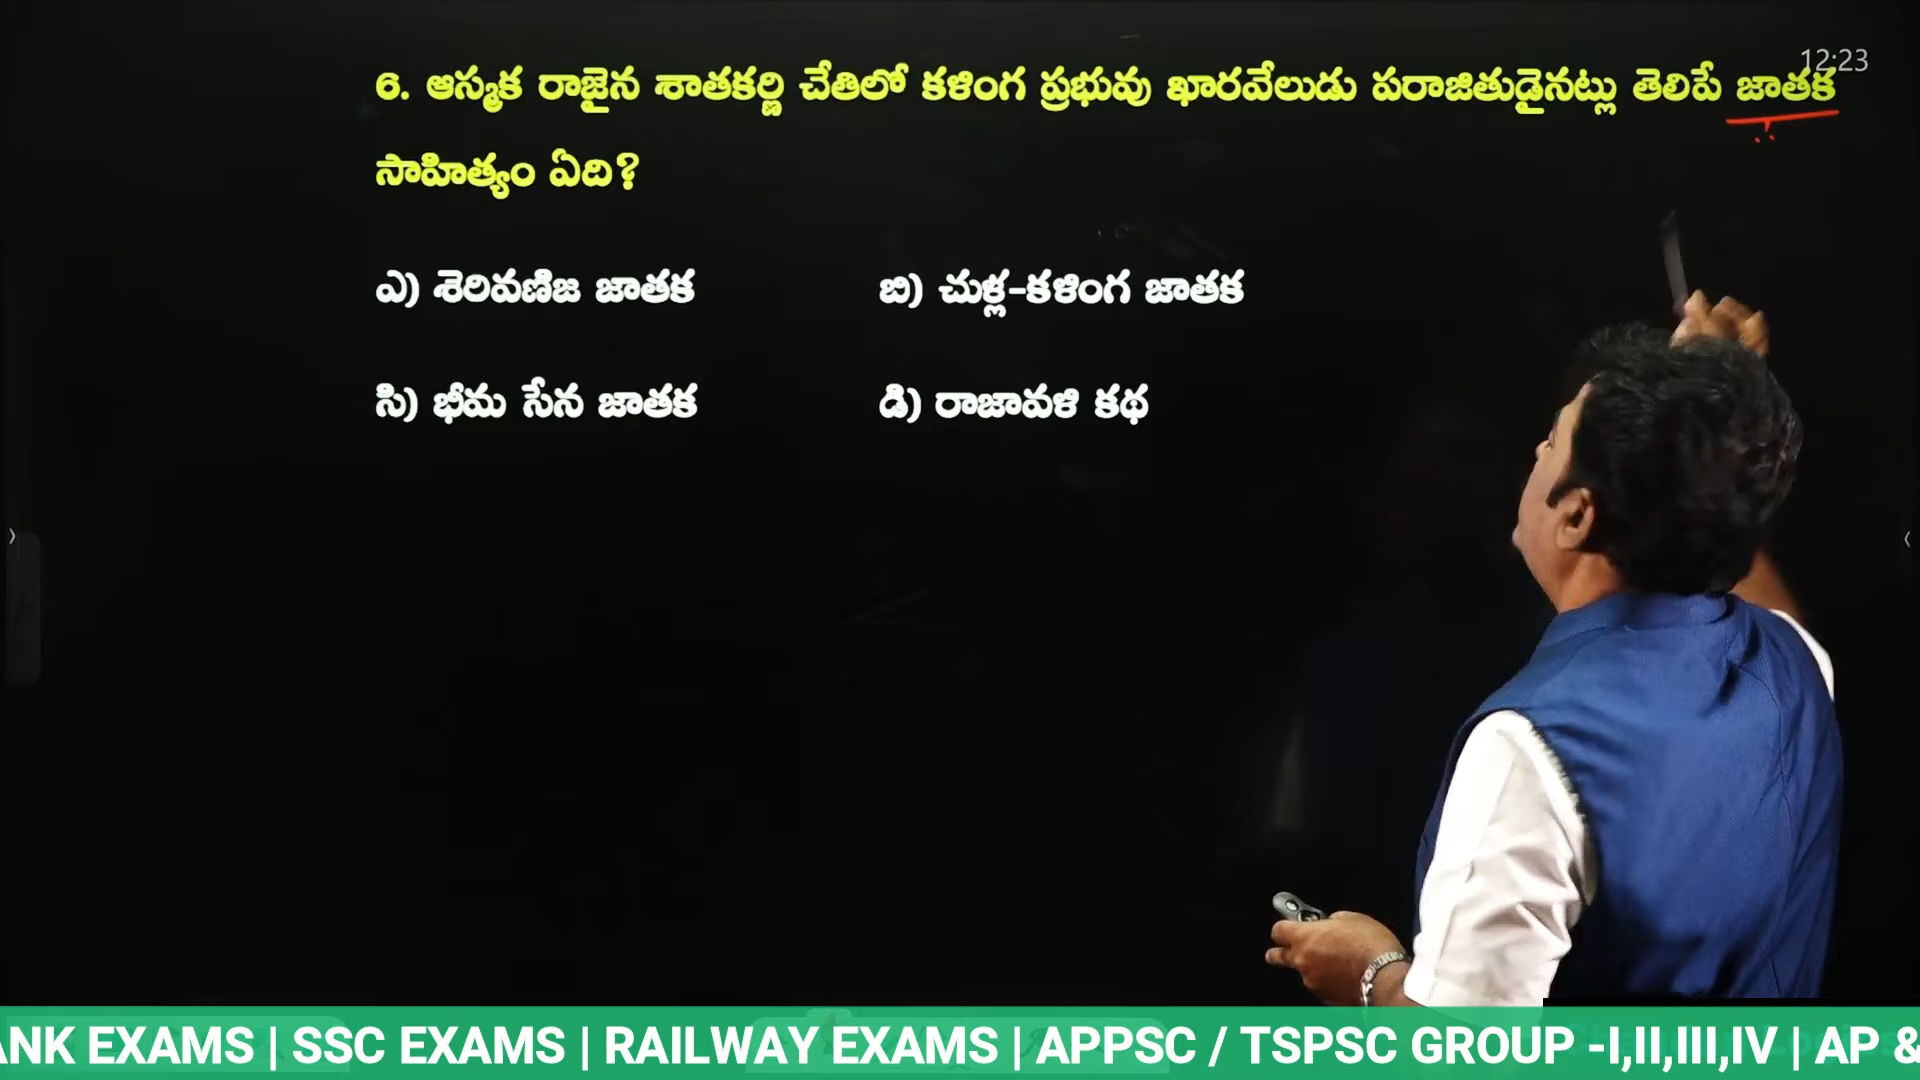 12:23
6. ఆస్మక రాజైన శాతకర్ణి చేతిలో కళింగ ప్రభువు ఖారవేలుడు పరాజితుడైనట్లు తెలిపే జాతక
సాహిత్యం ఏది?
ఎ) శెరివణిజ జాతక బి) చుళ్ల-కళింగ జాతక
సి) భీమ సేన జాతక డి) రాజావళి కథ
ANK EXAMS | SSC EXAMS | RAILWAY EXAMS | APPSC / TSPSC GROUP -I,II,III,IV | AP &